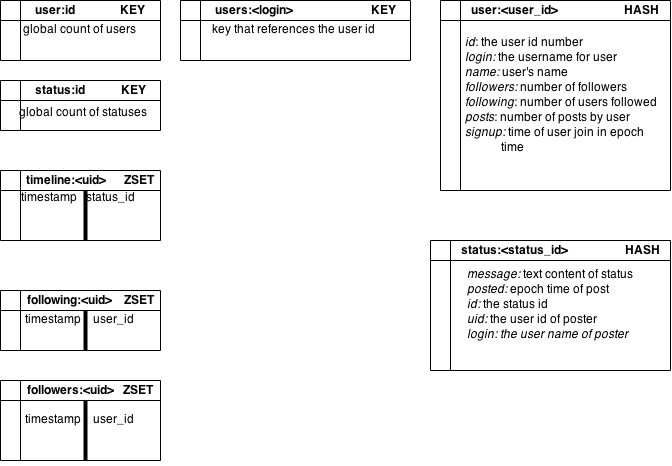 user:id KEY
global count of users
users:<login> KEY
key that references the user id
user:<user_id> HASH
id: the user id number
login: the username for user
name: user's name
followers: number of followers
following: number of users followed
posts: number of posts by user
signup: time of user join in epoch
time
status:id KEY
global count of statuses
timeline:<uid> ZSET
timestamp status_id
status:<status_id> HASH
message: text content of status
posted: epoch time of post
id: the status id
uid: the user id of poster
login: the user name of poster
following:<uid> ZSET
timestamp user_id
followers:<uid> ZSET
timestamp user_id